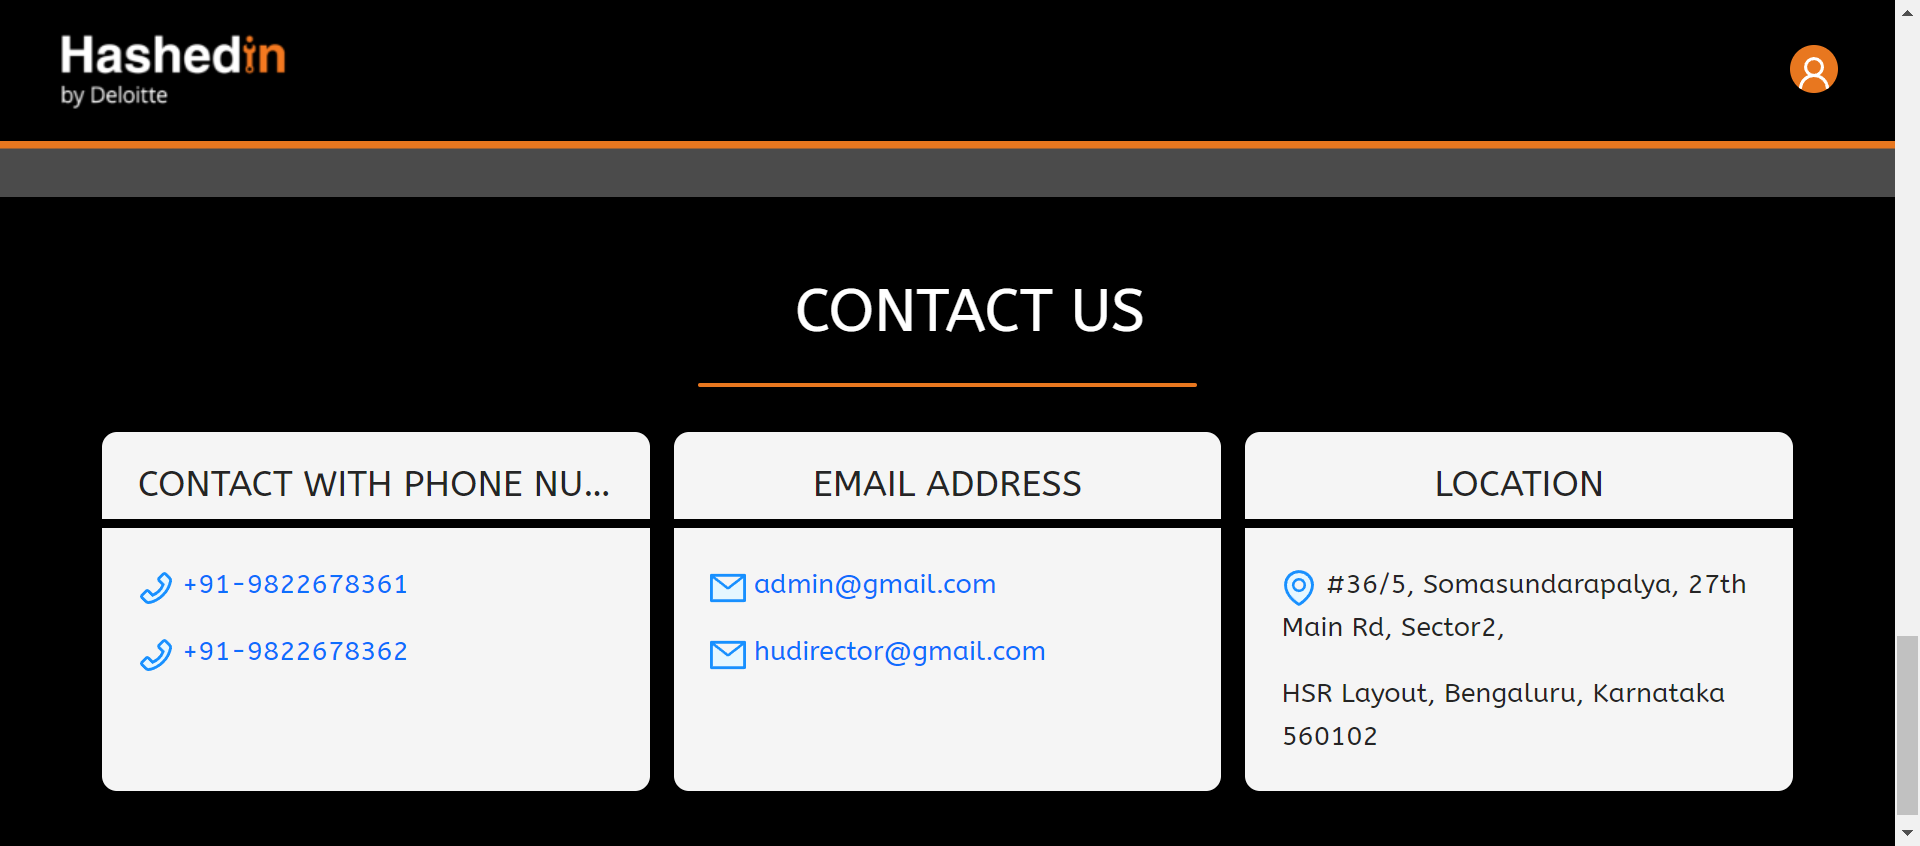 Hashedin
by Deloitte
CONTACT US
CONTACT WITH PHONE NU...
+91-9822678361
+91-9822678362
EMAIL ADDRESS
admin@gmail.com
hudirector@gmail.com
LOCATION
#36/5, Somasundarapalya, 27th
Main Rd, Sector2,
HSR Layout, Bengaluru, Karnataka
560102